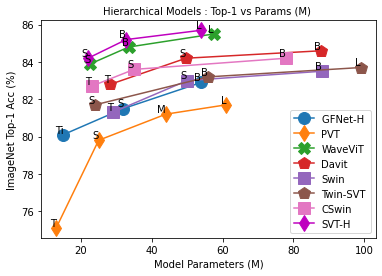 Hierarchical Models : Top-1 vs Params (M)
ImageNet Top-1 Acc (%)
86
84
82
80
78
76
20
40
60
80
100
Model Parameters (M)
Ti
S
B
T
S
M
L
S
B
L
T
S
B
T
S
B
S
B
L
T
S
B
S
B
L
GFNet-H
PVT
WaveViT
Davit
Swin
Twin-SVT
CSwin
SVT-H